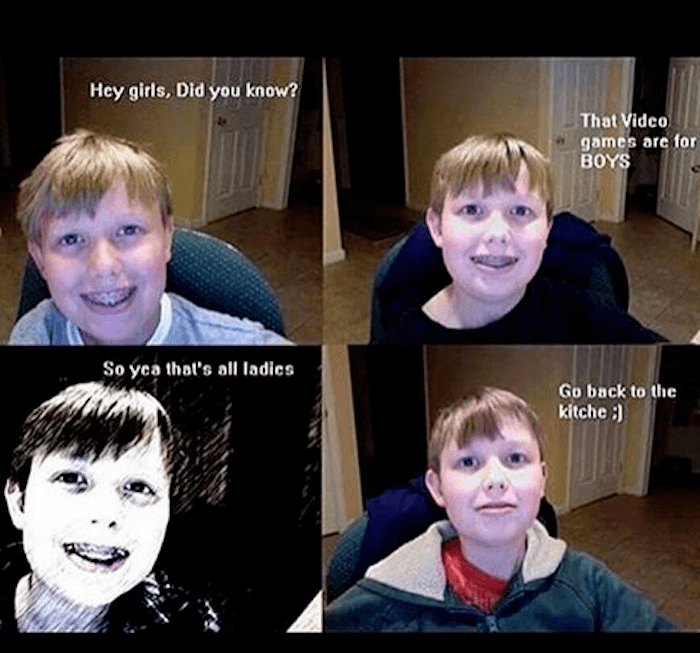 Hey girls, Did you know?
That Video
games are for
BOYS
So yea that's all ladies
Go back to the
kitche ;]